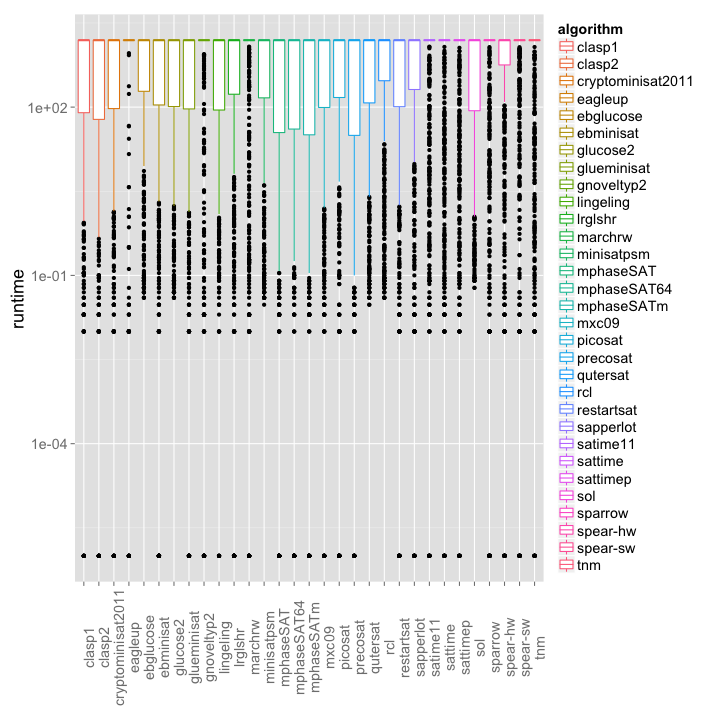 1e+02
1e-01
1e-04
runtime
clasp1
clasp2
cryptominisat2011
eagleup
ebglucose
ebminisat
glucose2
glueminisat
gnoveltyp2
lingeling
lrglshr
marchrw
minisatpsm
mphaseSAT
mphaseSAT64
mphaseSATm
mxc09
picosat
precosat
qutersat
rcl
restartsat
sapperlot
satime11
sattime
sattimep
sol
sparrow
spear-hw
spear-sw
tnm
algorithm
clasp1
clasp2
cryptominisat2011
eagleup
ebglucose
ebminisat
glucose2
glueminisat
gnoveltyp2
lingeling
lrglshr
marchrw
minisatpsm
mphaseSAT
mphaseSAT64
mphaseSATm
mxc09
picosat
precosat
qutersat
rcl
restartsat
sapperlot
satime11
sattime
sattimep
sol
sparrow
spear-hw
spear-sw
tnm